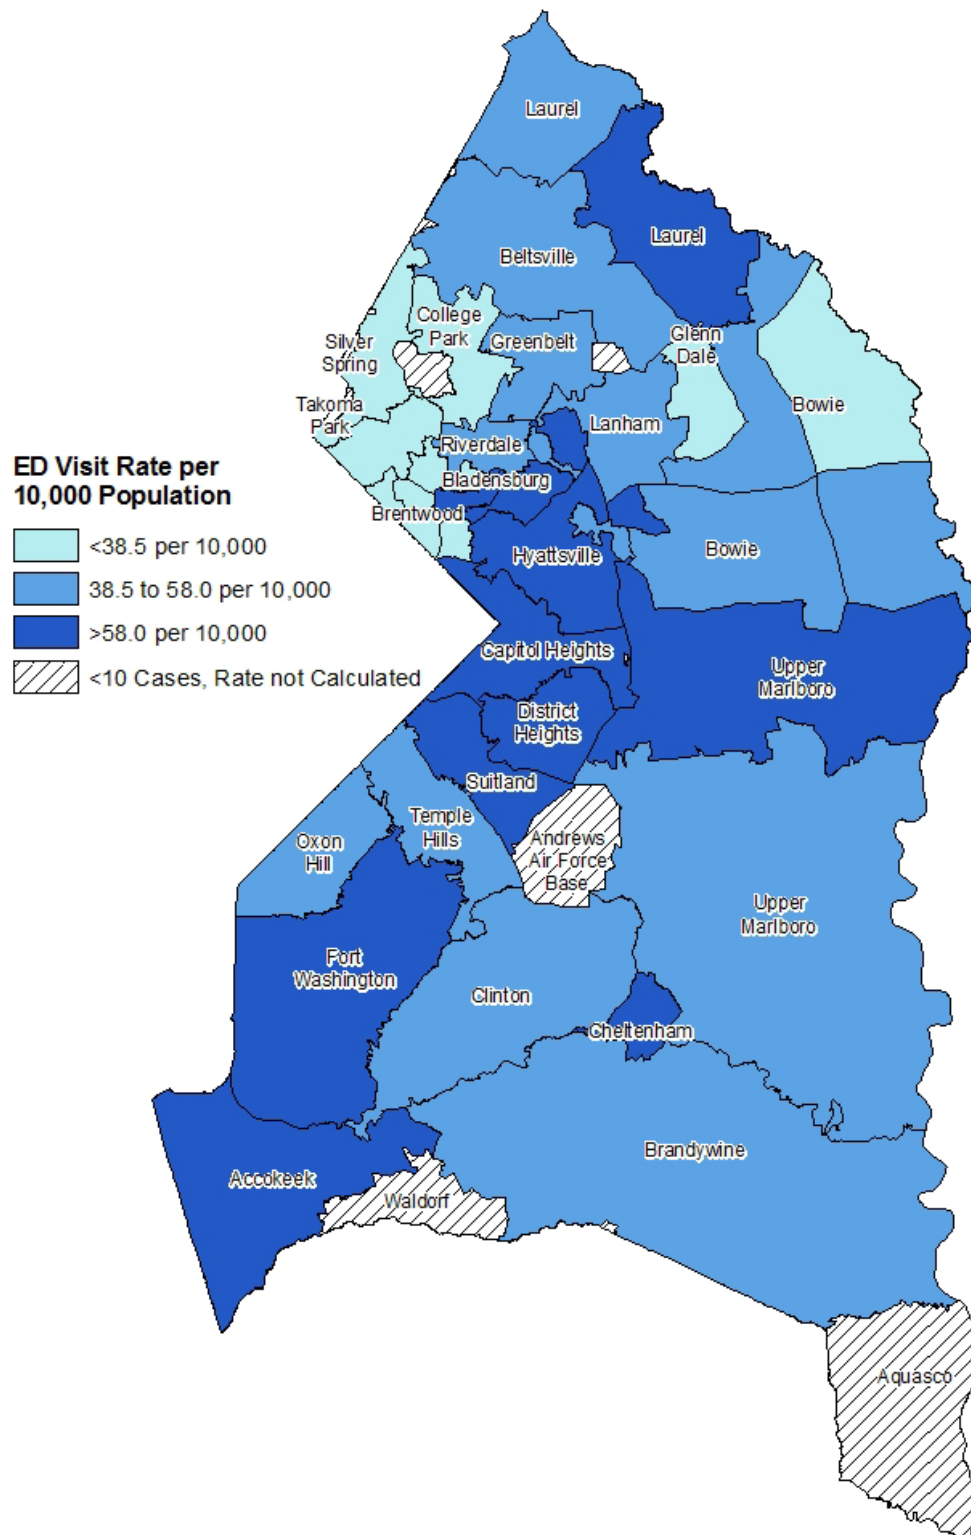 Laurel
Laurel
Beltsville
College
Park
Glenn
Dale
Silver
Spring
Greenbelt
Takoma
Park
Bowie
Riverdale
Lanham
ED Visit Rate per
10,000 Population
Bladensburg
Brentwood
<38.5 per 10,000
Hyattsville
Bowie
38.5 to 58.0 per 10,000
>58.0 per 10,000
Capitol Heights
<10 Cases, Rate not Calculated
Upper
Marlboro
District
Heights
Suitland
Temple
Hills
Oxon
Hill
Andrews
Air Force
Base
Upper
Marlboro
Fort
Washington
Clinton
Cheltenham
Brandywine
Accokeek
Waldorf
Aquasco